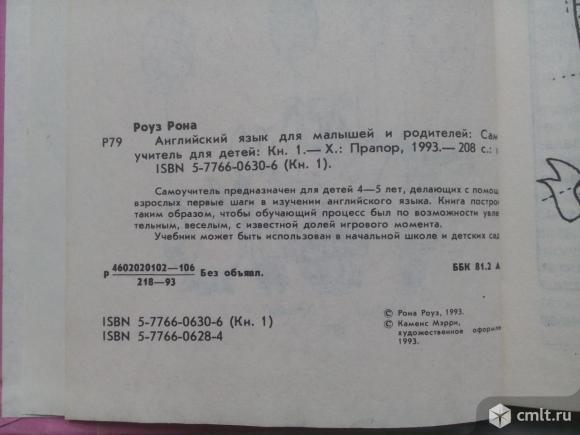 Роуз Рона
Р79 Английский язык для малышей и родителей: Сам
учитель для детей: Кн. 1.— Х.: Прапор, 1993.— 208 с.:
ISBN 5-7766-0630-6 (Кн. 1).
Самоучитель предназначен для детей 4—5 лет, делающих с помощ
взрослых первые шаги в изучении английского языка. Книга построе
таким образом, чтобы обучающий процесс был по возможности увле
тельным, веселым, с известной долей игрового момента.
Учебник может быть использован в начальной школе и детских сад
р 4602020102—106 Без объявл. ББК 81.2 А
218—93
ISBN 5-7766-0630-6 (Кн. 1)
ISBN 5-7766-0628-4
© Рона Роуз, 1993.
© Каменс Мэрри,
художественное оформле
1993.
cmlt.ru